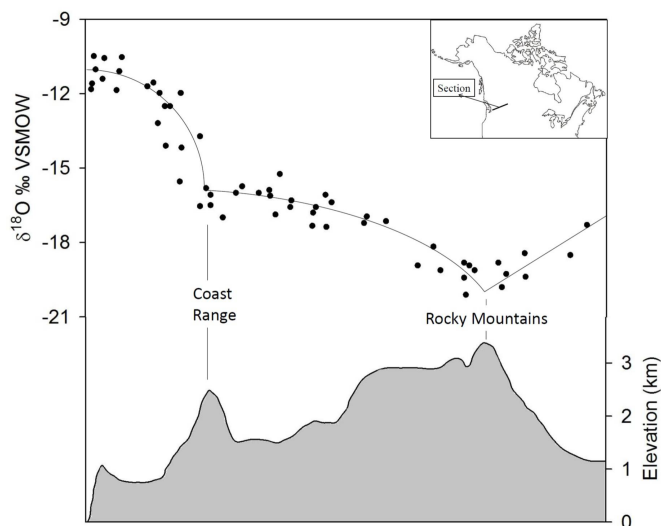 -9
-12
-15
-18
-21
δ18O ‰ VSMOW
Section
Coast
Range
Rocky Mountains
3
2
1
0
Elevation (km)